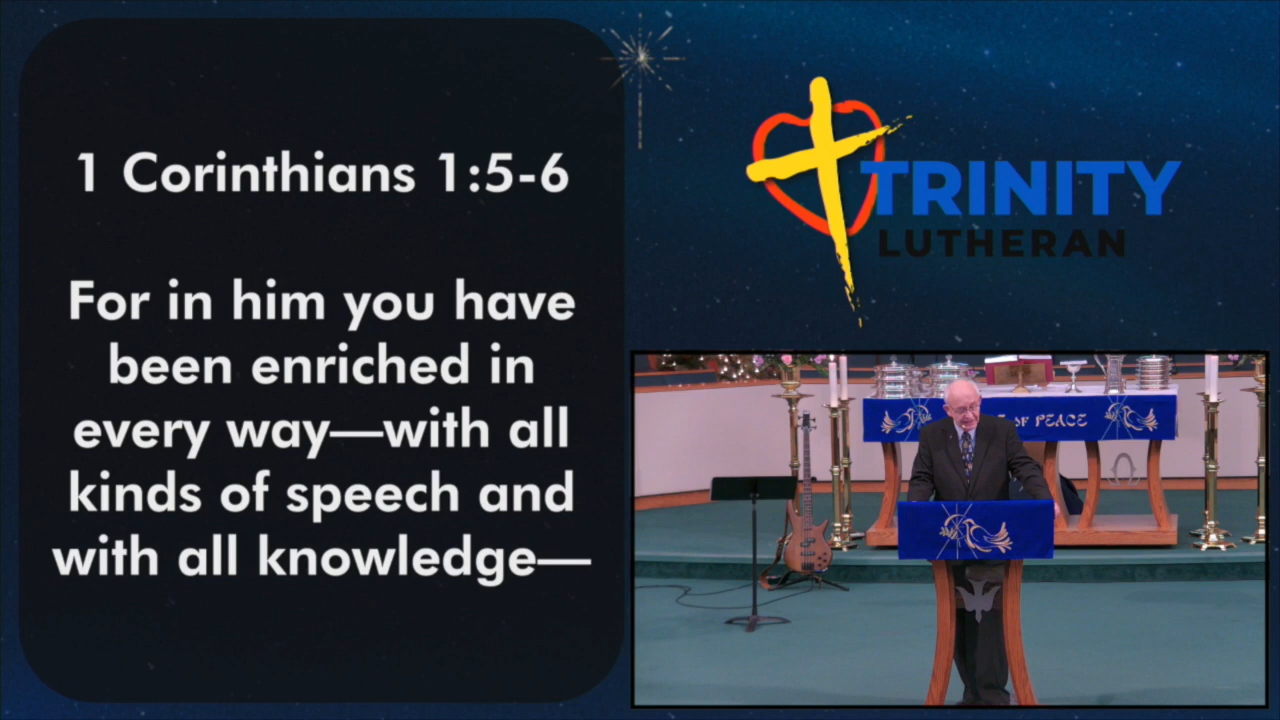 1 Corinthians 1:5-6
For in him you have
been enriched in
every way—with all
kinds of speech and
with all knowledge—
TRINITY
LUTHERAN
OF PEACE